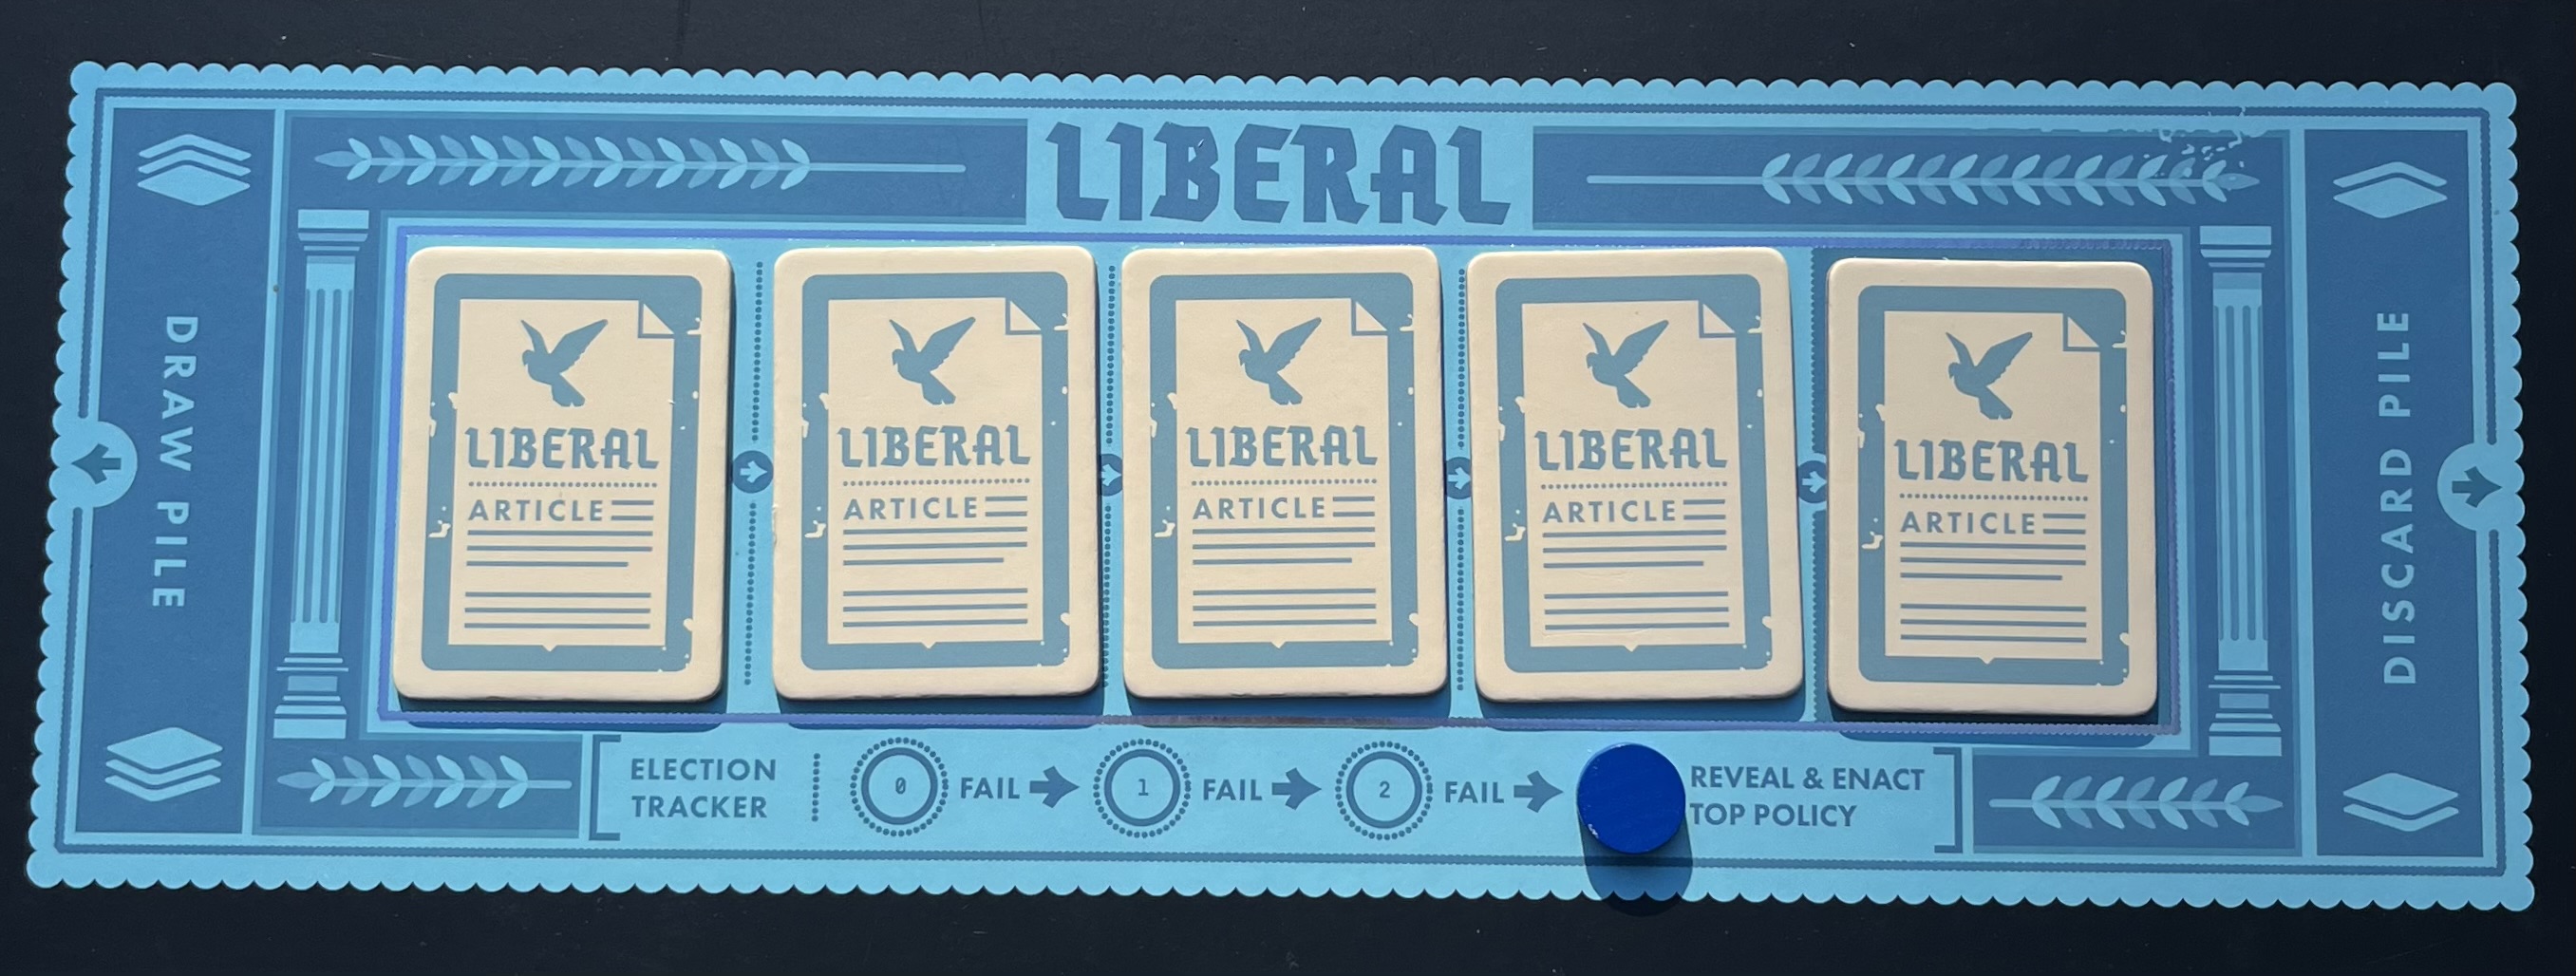 LIBERAL
DRAW PILE
LIBERAL
ARTICLE
LIBERAL
ARTICLE
LIBERAL
ARTICLE
LIBERAL
ARTICLE
LIBERAL
ARTICLE
DISCARD PILE
ELECTION
TRACKER
0 FAIL 1 FAIL 2 FAIL
REVEAL & ENACT
TOP POLICY